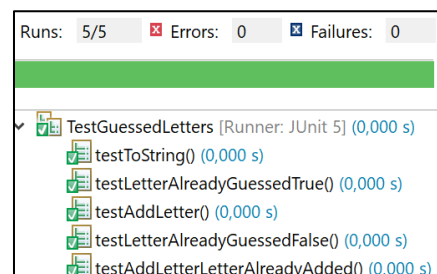 Runs: 5/5 Errors: 0 Failures: 0
TestGuessedLetters [Runner: JUnit 5] (0,000 s)
testToString() (0,000 s)
testLetterAlreadyGuessedTrue() (0,000 s)
testAddLetter() (0,000 s)
testLetterAlreadyGuessedFalse() (0,000 s)
testAddLetterLetterAlreadyAdded() (0,000 s)